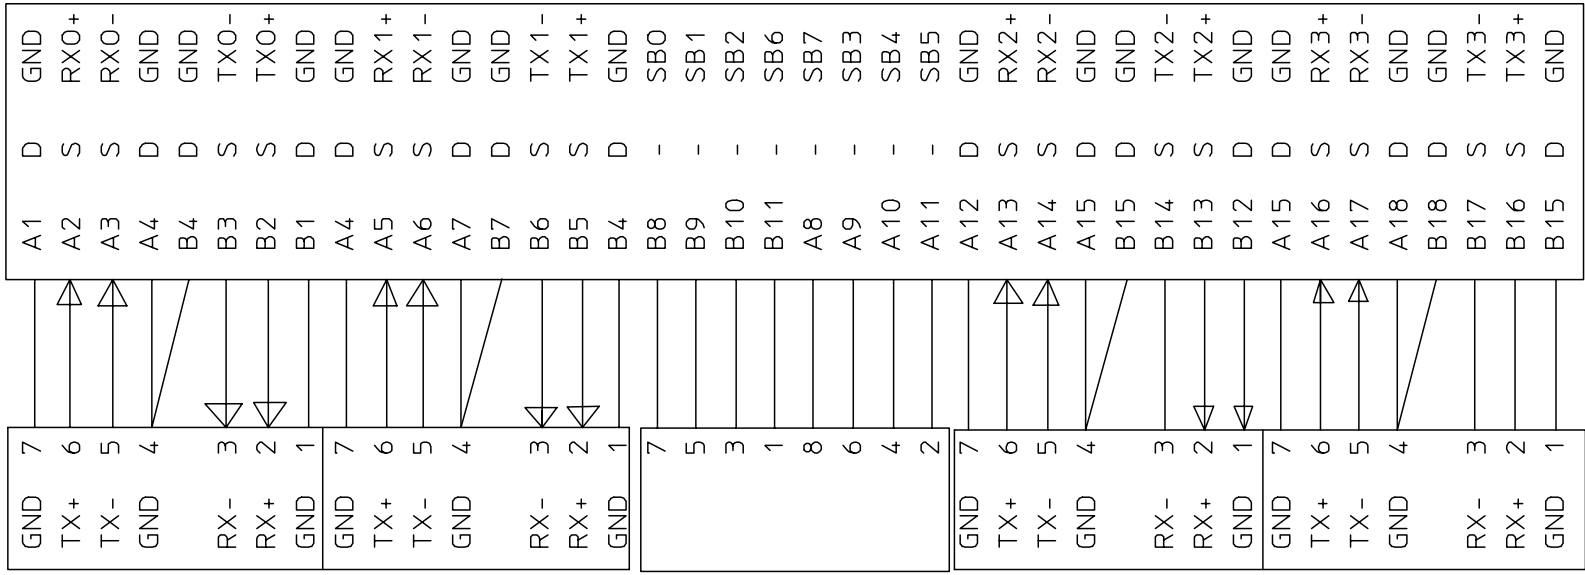 A1 D GND
A2 S RX0+
A3 S RX0-
A4 D GND
B4 D GND
B3 S TX0-
B2 S TX0+
B1 D GND
A4 D GND
A5 S RX1+
A6 S RX1-
A7 D GND
B7 D GND
B6 S TX1-
B5 S TX1+
B4 D GND
B8 - SB0
B9 - SB1
B10 - SB2
B11 - SB6
A8 - SB7
A9 - SB3
A10 - SB4
A11 - SB5
A12 D GND
A13 S RX2+
A14 S RX2-
A15 D GND
B15 D GND
B14 S TX2-
B13 S TX2+
B12 D GND
A15 D GND
A16 S RX3+
A17 S RX3-
A18 D GND
B18 D GND
B17 S TX3-
B16 S TX3+
B15 D GND
GND 7
TX+ 6
TX- 5
GND 4
RX- 3
RX+ 2
GND 1
GND 7
TX+ 6
TX- 5
GND 4
RX- 3
RX+ 2
GND 1
7
5
3
1
8
6
4
2
GND 7
TX+ 6
TX- 5
GND 4
RX- 3
RX+ 2
GND 1
GND 7
TX+ 6
TX- 5
GND 4
RX- 3
RX+ 2
GND 1